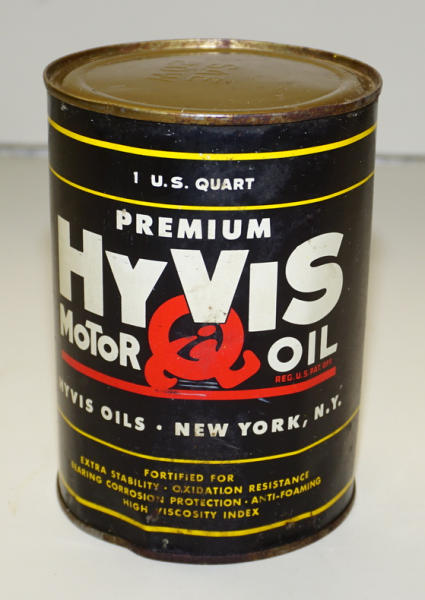 1 U.S. QUART
PREMIUM
HYVIS
MOTOR OIL
REG. U.S. PAT. OFF.
HYVIS OILS · NEW YORK, N.Y.
FORTIFIED FOR
EXTRA STABILITY · OXIDATION RESISTANCE
BEARING CORROSION PROTECTION · ANTI-FOAMING
HIGH VISCOSITY INDEX